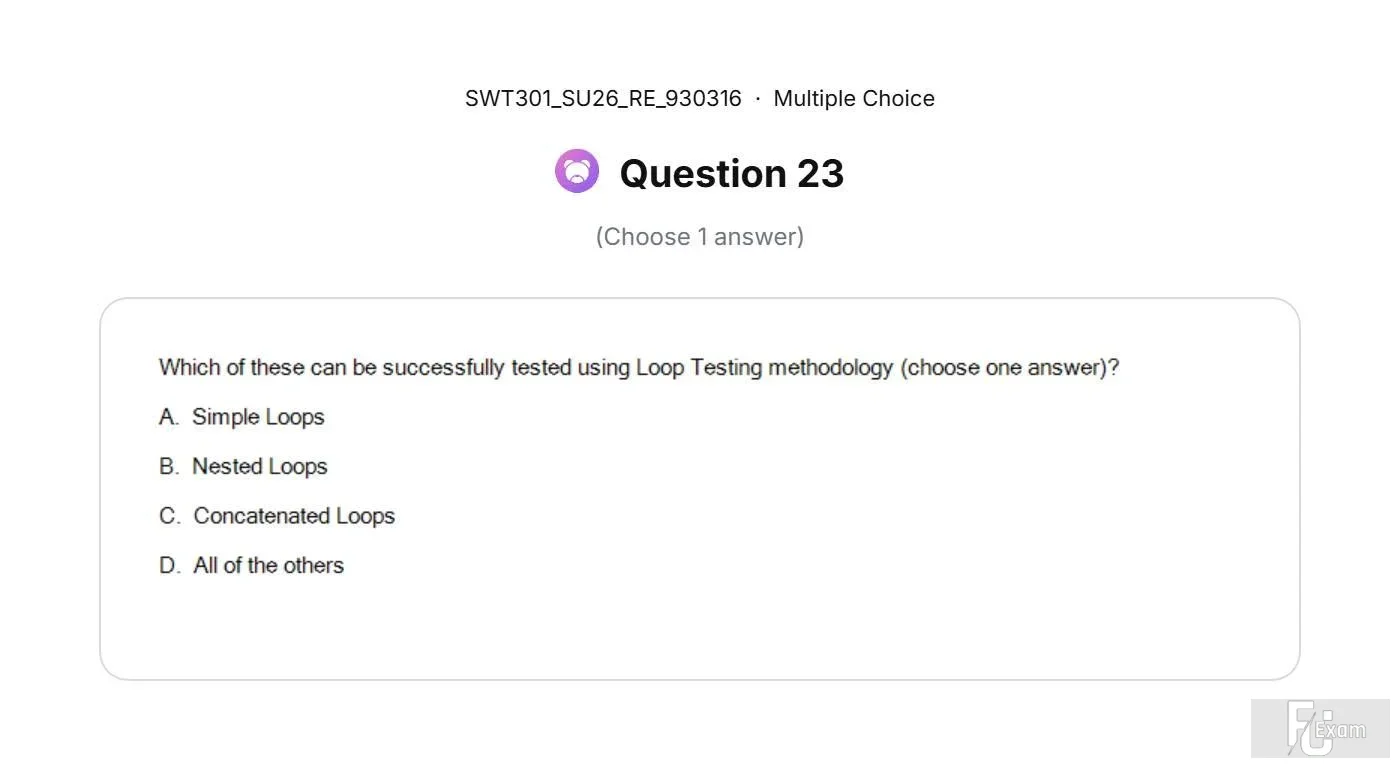 SWT301_SU26_RE_930316 · Multiple Choice
Question 23
(Choose 1 answer)
Which of these can be successfully tested using Loop Testing methodology (choose one answer)?
A. Simple Loops
B. Nested Loops
C. Concatenated Loops
D. All of the others
Exam